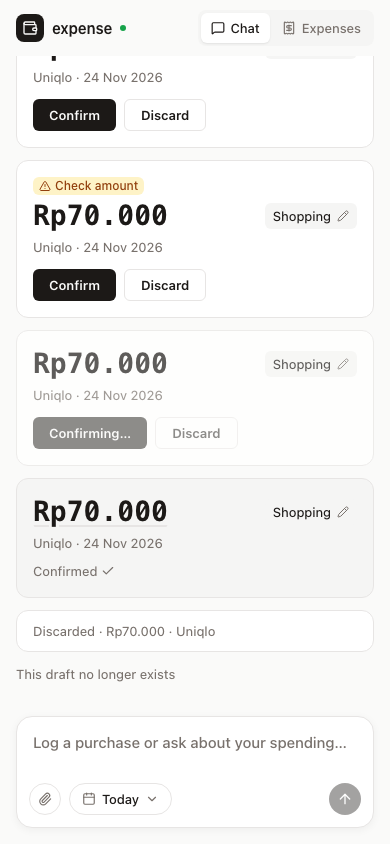 expense
Chat
Expenses
Uniqlo · 24 Nov 2026
Confirm
Discard
Check amount
Rp70.000
Shopping
Uniqlo · 24 Nov 2026
Confirm
Discard
Rp70.000
Shopping
Uniqlo · 24 Nov 2026
Confirming...
Discard
Rp70.000
Shopping
Uniqlo · 24 Nov 2026
Confirmed
Discarded · Rp70.000 · Uniqlo
This draft no longer exists
Log a purchase or ask about your spending...
Today